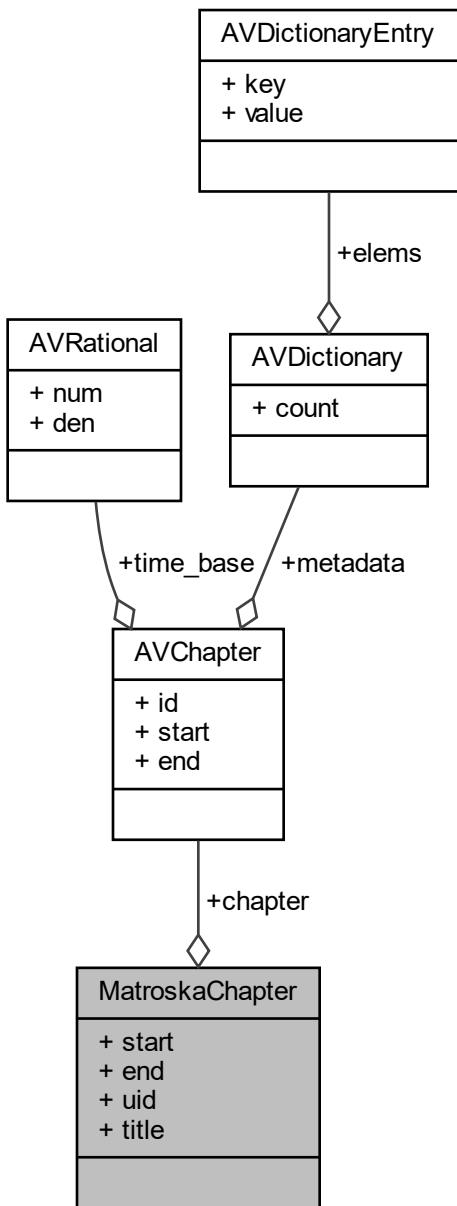 AVDictionaryEntry
+ key
+ value
+elems
AVRational
+ num
+ den
AVDictionary
+ count
+time_base
+metadata
AVChapter
+ id
+ start
+ end
+chapter
MatroskaChapter
+ start
+ end
+ uid
+ title